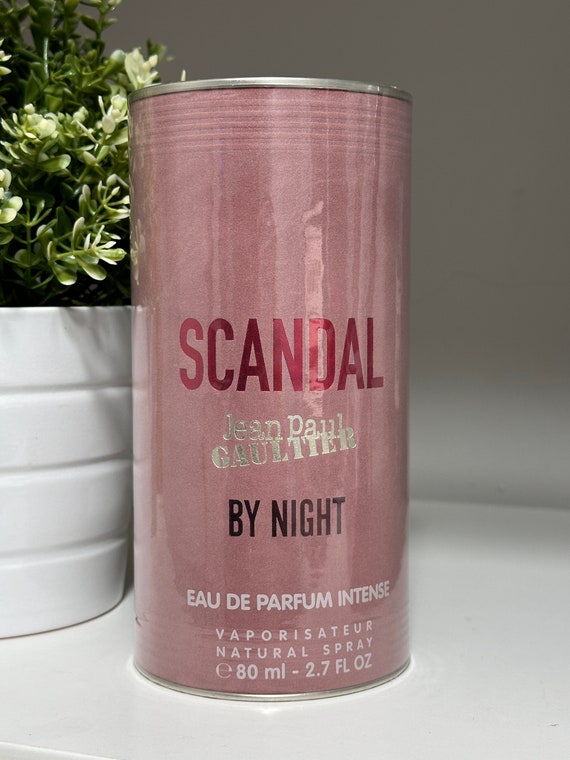 SCANDAL
Jean Paul
GAULTIER
BY NIGHT
EAU DE PARFUM INTENSE
VAPORISATEUR
NATURAL SPRAY
℮ 80 ml - 2.7 FL OZ